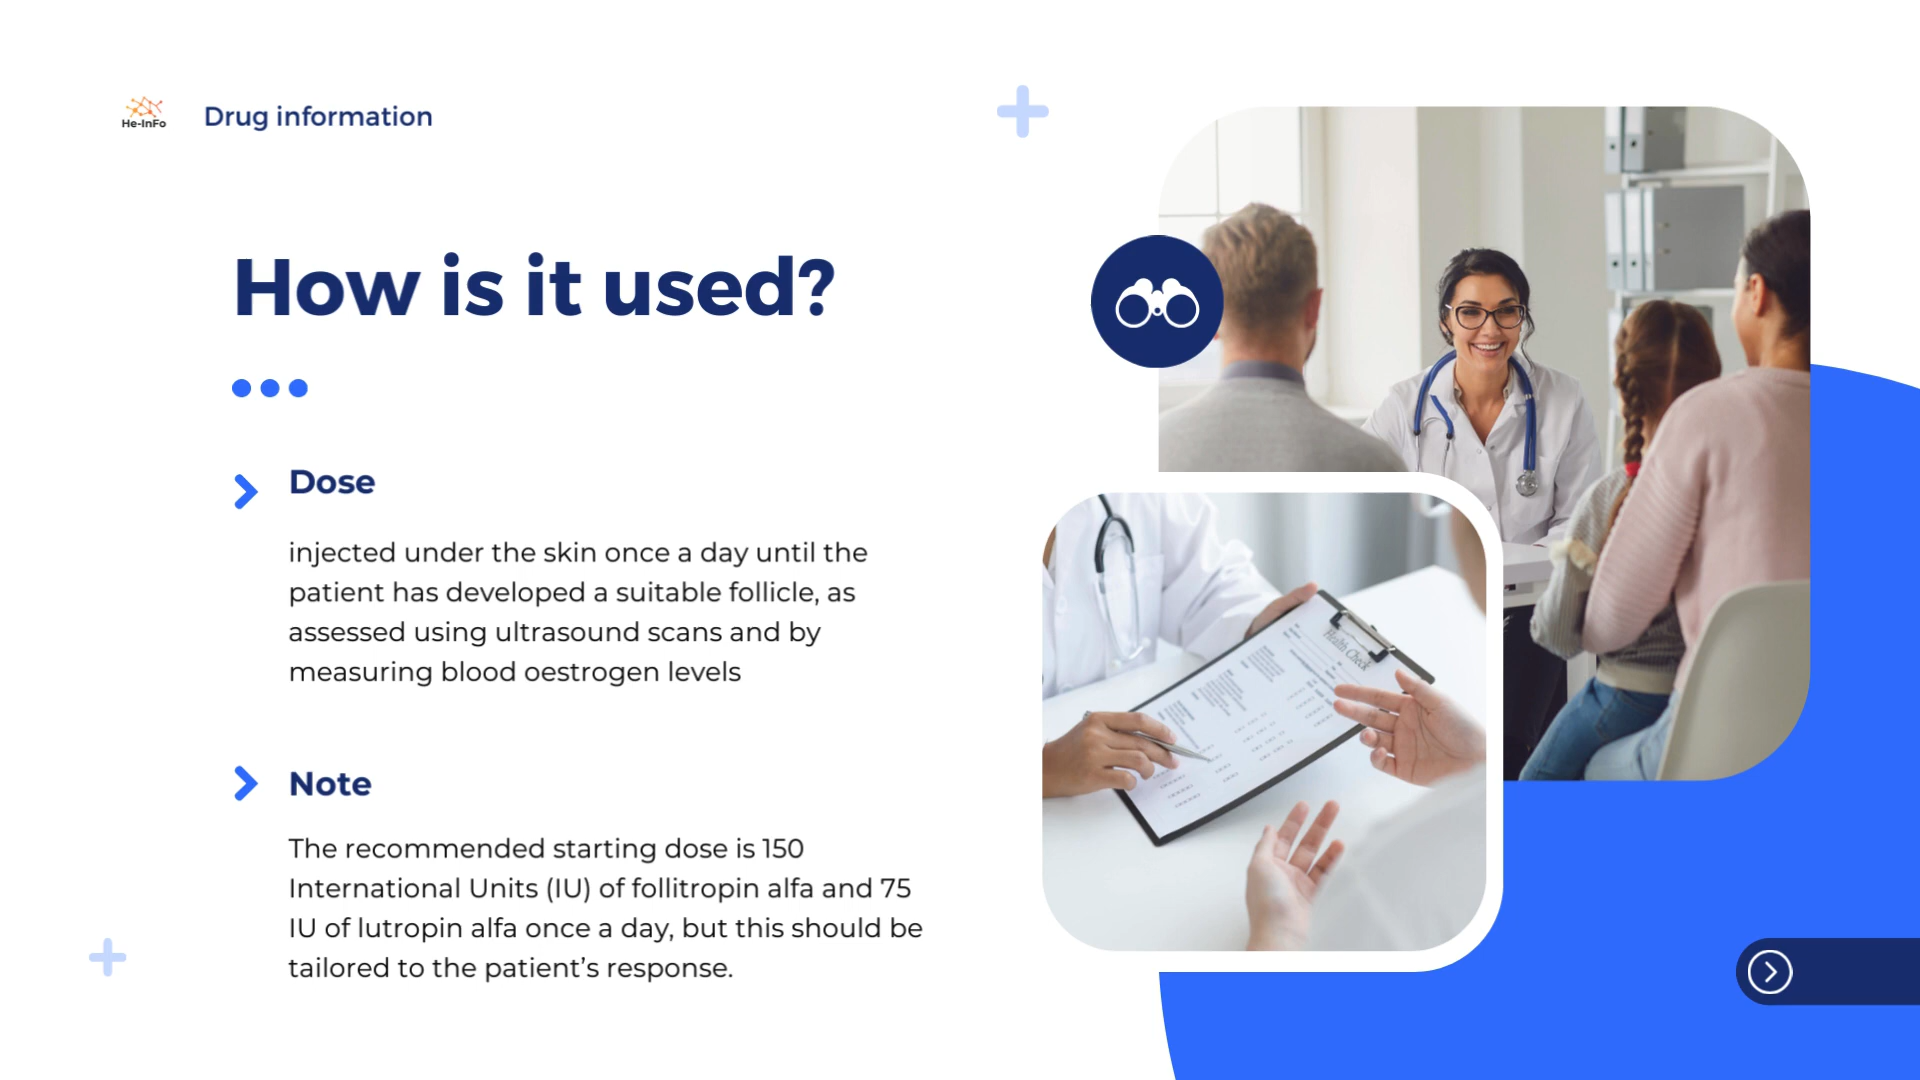 He-InFo
Drug information
How is it used?
Dose
injected under the skin once a day until the
patient has developed a suitable follicle, as
assessed using ultrasound scans and by
measuring blood oestrogen levels
Note
The recommended starting dose is 150
International Units (IU) of follitropin alfa and 75
IU of lutropin alfa once a day, but this should be
tailored to the patient’s response.
Health Check